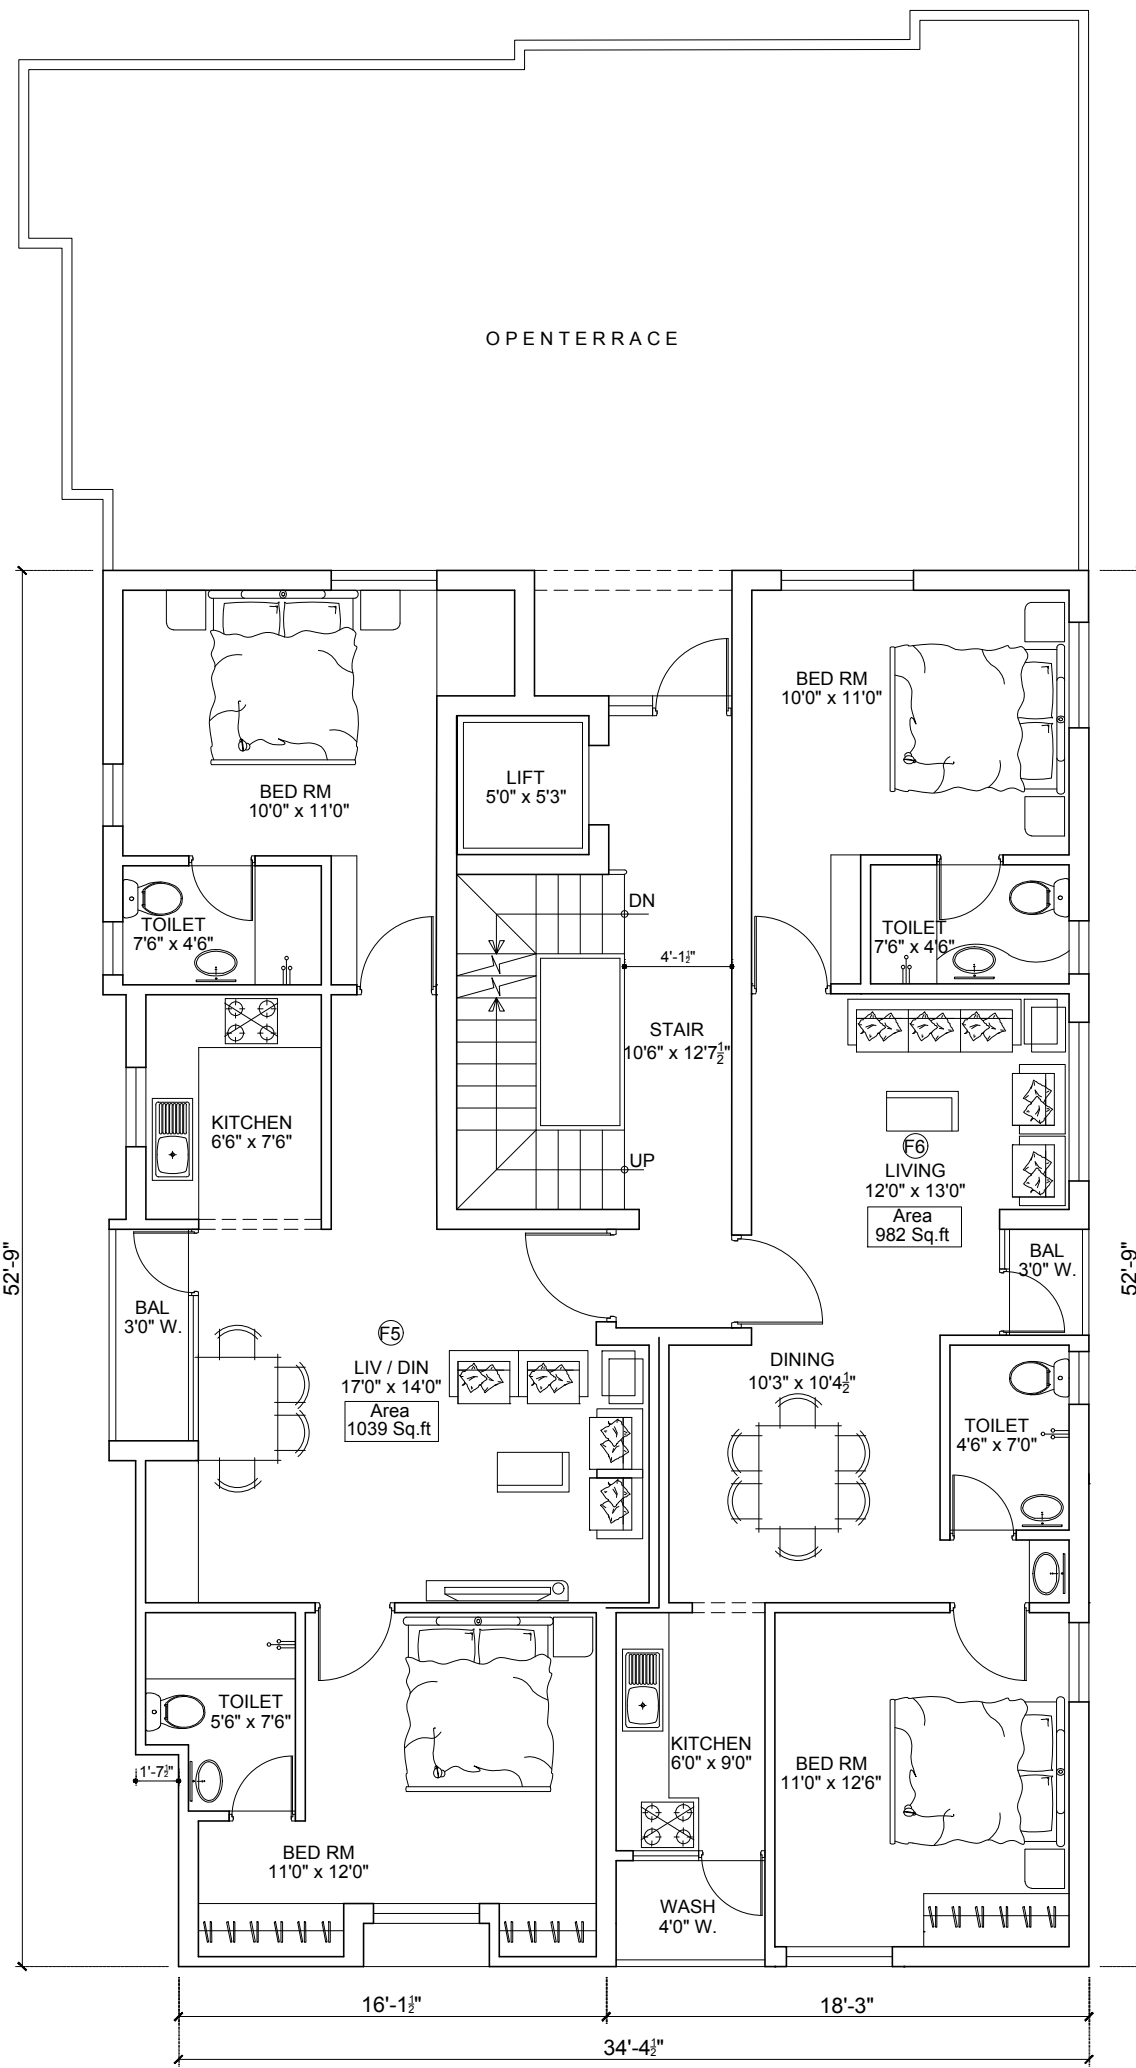 OPENTERRACE
BED RM
10'0" x 11'0"
BED RM
10'0" x 11'0"
LIFT
5'0" x 5'3"
TOILET
7'6" x 4'6"
DN
TOILET
7'6" x 4'6"
4'-1½"
STAIR
10'6" x 12'7½"
KITCHEN
6'6" x 7'6"
UP
F6
LIVING
12'0" x 13'0"
Area
982 Sq.ft
52'-9"
BAL
3'0" W.
52'-9"
BAL
3'0" W.
F5
LIV / DIN
17'0" x 14'0"
Area
1039 Sq.ft
DINING
10'3" x 10'4½"
TOILET
4'6" x 7'0"
TOILET
5'6" x 7'6"
KITCHEN
6'0" x 9'0"
BED RM
11'0" x 12'6"
1'-7½"
BED RM
11'0" x 12'0"
WASH
4'0" W.
16'-1½"
18'-3"
34'-4½"